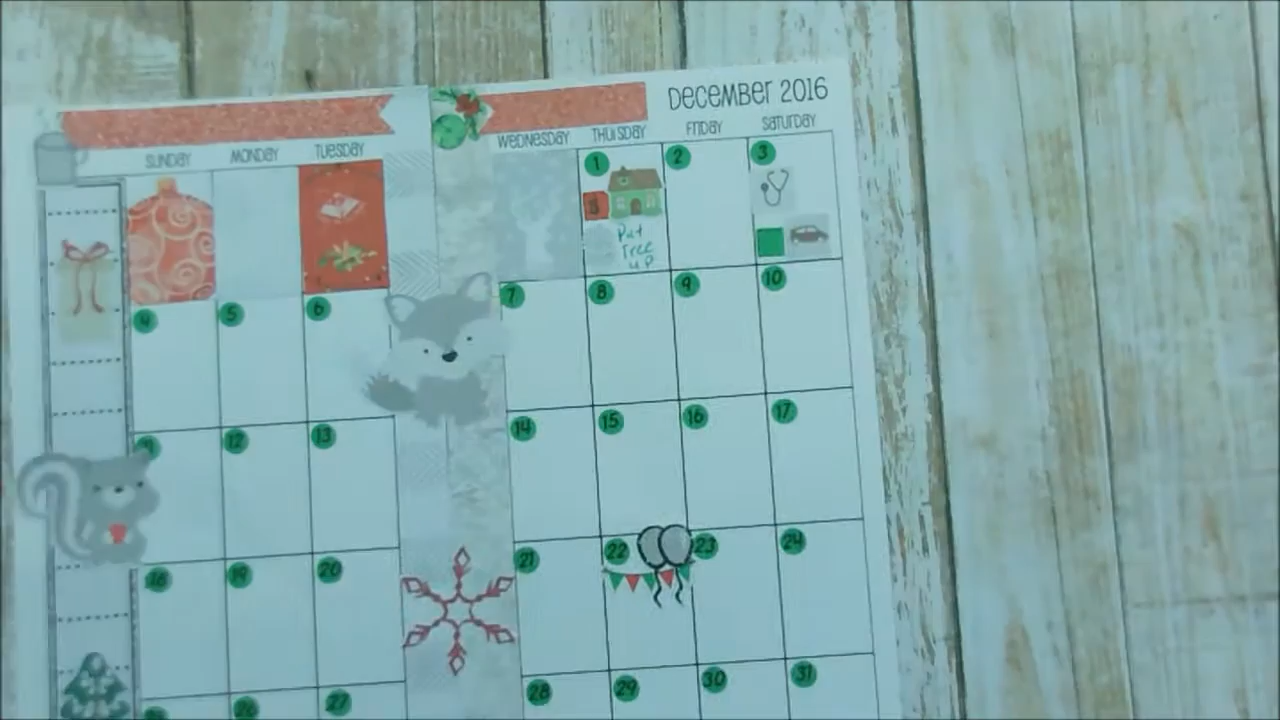 DECEMBER 2016
SUNDAY MONDAY TUESDAY WEDNESDAY THURSDAY FRIDAY SATURDAY
1 2 3
Put
Tree
up
4 5 6 7 8 9 10
12 13 14 15 16 17
18 19 20 21 22 23 24
26 27 28 29 30 31